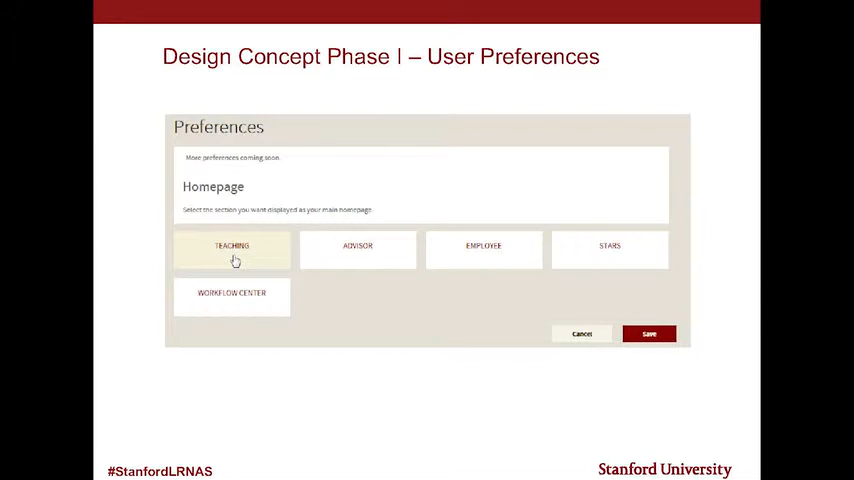 Design Concept Phase I – User Preferences
Preferences
More preferences coming soon.
Homepage
Select the section you want displayed as your main homepage.
TEACHING
ADVISOR
EMPLOYEE
STARS
WORKFLOW CENTER
Cancel
Save
#StanfordLRNAS
Stanford University